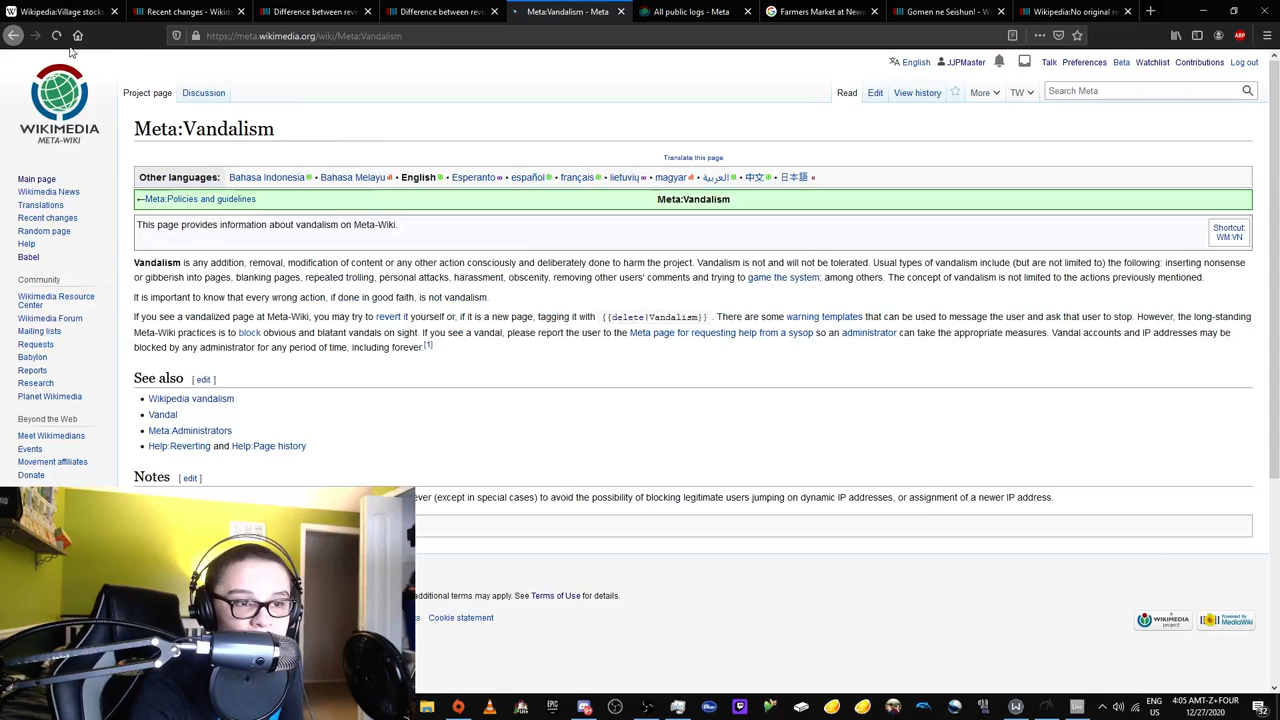 Wikipedia:Village stocks
Recent changes - Wikid
Difference between revi
Difference between revi
Meta:Vandalism - Meta
All public logs - Meta
Farmers Market at Newa
Gomen ne Seishun! - Wi
Wikipedia:No original re
https://meta.wikimedia.org/wiki/Meta:Vandalism
ABP
English
JJPMaster
Talk
Preferences
Beta
Watchlist
Contributions
Log out
WIKIMEDIA
META-WIKI
Project page
Discussion
Read
Edit
View history
More
TW
Search Meta
Meta:Vandalism
Translate this page
Other languages: Bahasa Indonesia • Bahasa Melayu • English • Esperanto • español • français • lietuvių • magyar • العربية • 中文 • 日本語
←Meta:Policies and guidelines
Meta:Vandalism
This page provides information about vandalism on Meta-Wiki.
Shortcut:
WM:VN
Vandalism is any addition, removal, modification of content or any other action consciously and deliberately done to harm the project. Vandalism is not and will not be tolerated. Usual types of vandalism include (but are not limited to) the following: inserting nonsense
or gibberish into pages, blanking pages, repeated trolling, personal attacks, harassment, obscenity, removing other users' comments and trying to game the system; among others. The concept of vandalism is not limited to the actions previously mentioned.
It is important to know that every wrong action, if done in good faith, is not vandalism.
If you see a vandalized page at Meta-Wiki, you may try to revert it yourself or, if it is a new page, tagging it with {{delete|Vandalism}} . There are some warning templates that can be used to message the user and ask that user to stop. However, the long-standing
Meta-Wiki practices is to block obvious and blatant vandals on sight. If you see a vandal, please report the user to the Meta page for requesting help from a sysop so an administrator can take the appropriate measures. Vandal accounts and IP addresses may be
blocked by any administrator for any period of time, including forever.[1]
See also [ edit ]
• Wikipedia vandalism
• Vandal
• Meta:Administrators
• Help:Reverting and Help:Page history
Notes [ edit ]
ever (except in special cases) to avoid the possibility of blocking legitimate users jumping on dynamic IP addresses, or assignment of a newer IP address.
Main page
Wikimedia News
Translations
Recent changes
Random page
Help
Babel
Community
Wikimedia Resource
Center
Wikimedia Forum
Mailing lists
Requests
Babylon
Reports
Research
Planet Wikimedia
Beyond the Web
Meet Wikimedians
Events
Movement affiliates
Donate
additional terms may apply. See Terms of Use for details.
Cookie statement
WIKIMEDIA
Powered By
MediaWiki
EPIC
ENG
US
4:05 AMT-Z+FOUR
12/27/2020